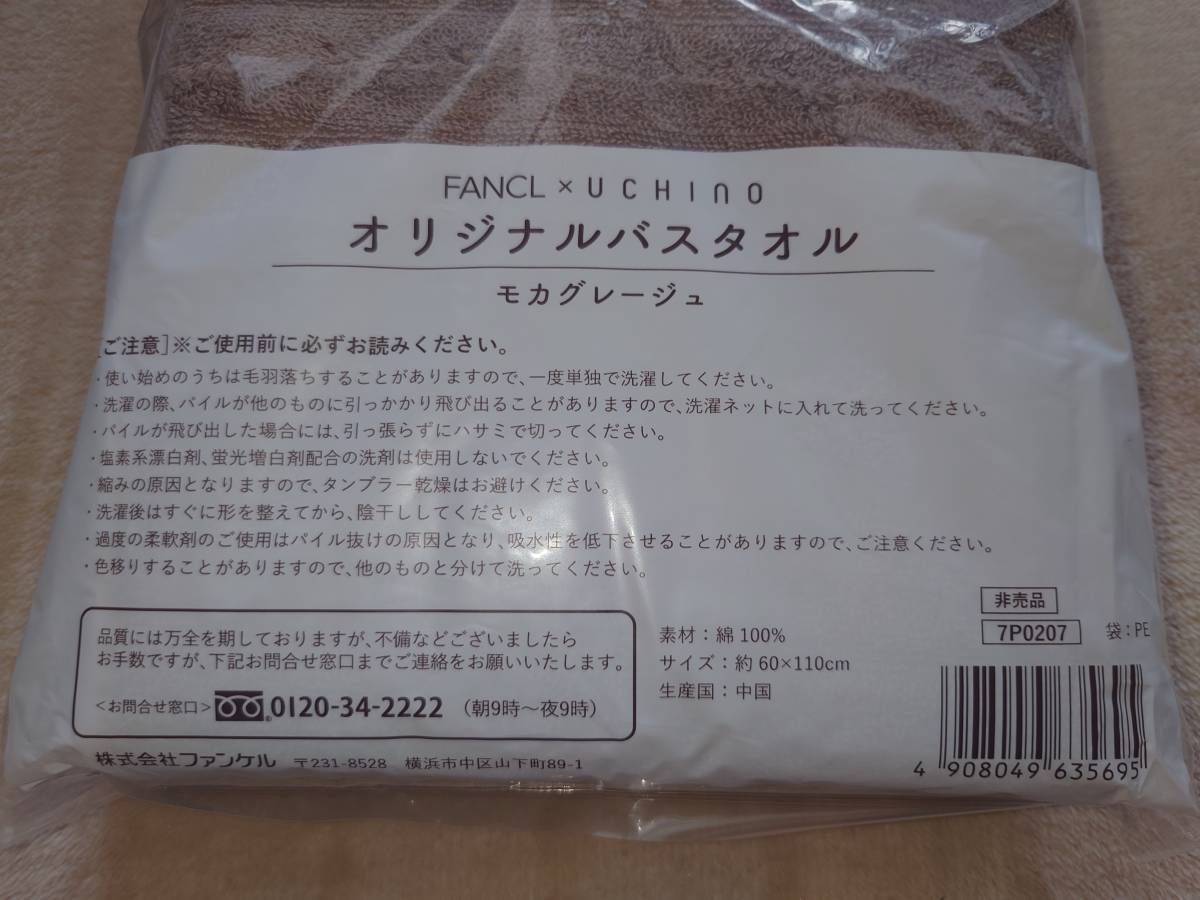 FANCL × UCHINO
オリジナルバスタオル
モカグレージュ
[ご注意]※ご使用前に必ずお読みください。
・使い始めのうちは毛羽落ちすることがありますので、一度単独で洗濯してください。
・洗濯の際、パイルが他のものに引っかかり飛び出ることがありますので、洗濯ネットに入れて洗ってください。
・パイルが飛び出した場合には、引っ張らずにハサミで切ってください。
・塩素系漂白剤、蛍光増白剤配合の洗剤は使用しないでください。
・縮みの原因となりますので、タンブラー乾燥はお避けください。
・洗濯後はすぐに形を整えてから、陰干ししてください。
・過度の柔軟剤のご使用はパイル抜けの原因となり、吸水性を低下させることがありますので、ご注意ください。
・色移りすることがありますので、他のものと分けて洗ってください。
品質には万全を期しておりますが、不備などございましたら
お手数ですが、下記お問合せ窓口までご連絡をお願いいたします。
<お問合せ窓口> 0120-34-2222 (朝9時〜夜9時)
株式会社ファンケル 〒231-8528 横浜市中区山下町89-1
素材:綿100%
サイズ:約60×110cm
生産国:中国
非売品
7P0207 袋:PE
4 908049 635695